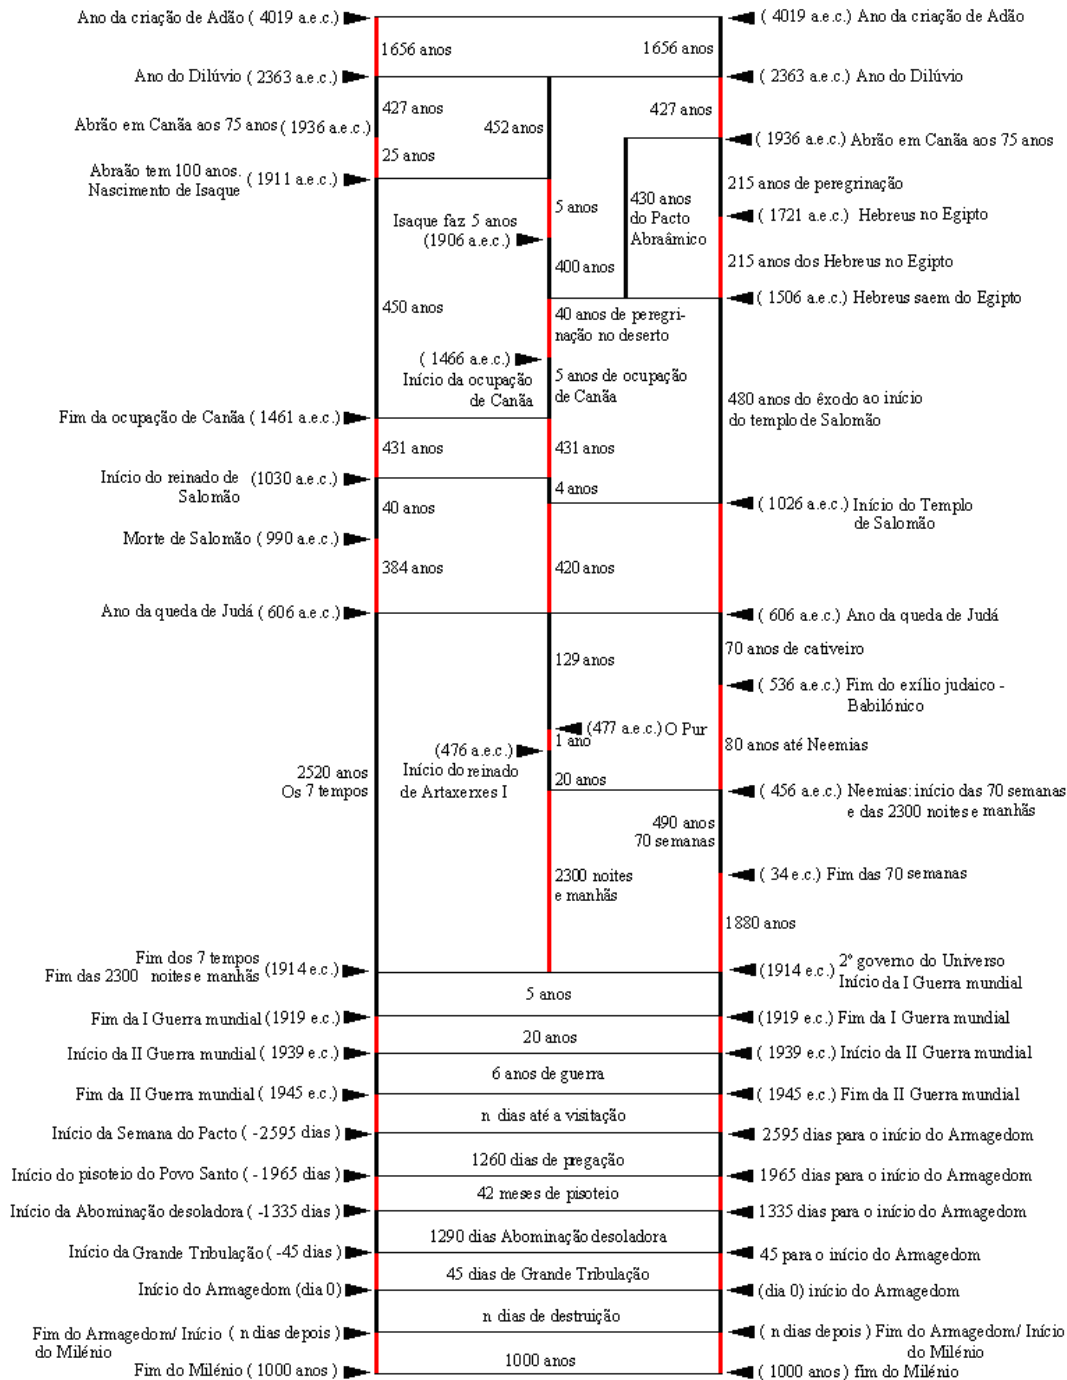 Ano da criação de Adão ( 4019 a.e.c.)
( 4019 a.e.c.) Ano da criação de Adão
1656 anos
1656 anos
Ano do Dilúvio ( 2363 a.e.c.)
( 2363 a.e.c.) Ano do Dilúvio
427 anos
452 anos
427 anos
Abrão em Canãa aos 75 anos ( 1936 a.e.c.)
( 1936 a.e.c.) Abrão em Canãa aos 75 anos
25 anos
Abraão tem 100 anos.
Nascimento de Isaque
( 1911 a.e.c.)
215 anos de peregrinação
430 anos
do Pacto
Abraâmico
5 anos
Isaque faz 5 anos
(1906 a.e.c.)
( 1721 a.e.c.) Hebreus no Egipto
400 anos
215 anos dos Hebreus no Egipto
( 1506 a.e.c.) Hebreus saem do Egipto
450 anos
40 anos de peregri-
nação no deserto
( 1466 a.e.c.)
Início da ocupação
de Canãa
5 anos de ocupação
de Canãa
480 anos do êxodo ao início
do templo de Salomão
Fim da ocupação de Canãa ( 1461 a.e.c.)
431 anos
431 anos
Início do reinado de
Salomão
(1030 a.e.c.)
4 anos
40 anos
( 1026 a.e.c.) Início do Templo
de Salomão
Morte de Salomão ( 990 a.e.c.)
384 anos
420 anos
Ano da queda de Judá ( 606 a.e.c.)
( 606 a.e.c.) Ano da queda de Judá
129 anos
70 anos de cativeiro
( 536 a.e.c.) Fim do exílio judaico -
Babilónico
(477 a.e.c.) O Pur
1 ano
80 anos até Neemias
(476 a.e.c.)
Início do reinado
de Artaxerxes I
2520 anos
Os 7 tempos
20 anos
( 456 a.e.c.) Neemias: início das 70 semanas
e das 2300 noites e manhãs
490 anos
70 semanas
2300 noites
e manhãs
( 34 e.c.) Fim das 70 semanas
1880 anos
Fim dos 7 tempos
Fim das 2300 noites e manhãs
(1914 e.c.)
(1914 e.c.)
2º governo do Universo
Início da I Guerra mundial
5 anos
Fim da I Guerra mundial (1919 e.c.)
(1919 e.c.) Fim da I Guerra mundial
20 anos
Início da II Guerra mundial ( 1939 e.c.)
( 1939 e.c.) Início da II Guerra mundial
6 anos de guerra
Fim da II Guerra mundial ( 1945 e.c.)
( 1945 e.c.) Fim da II Guerra mundial
n dias até a visitação
Início da Semana do Pacto ( -2595 dias )
2595 dias para o início do Armagedom
1260 dias de pregação
Início do pisoteio do Povo Santo ( -1965 dias )
1965 dias para o início do Armagedom
42 meses de pisoteio
Início da Abominação desoladora ( -1335 dias )
1335 dias para o início do Armagedom
1290 dias Abominação desoladora
Início da Grande Tribulação ( -45 dias )
45 para o início do Armagedom
45 dias de Grande Tribulação
Início do Armagedom (dia 0)
(dia 0) início do Armagedom
n dias de destruição
Fim do Armagedom/ Início ( n dias depois )
do Milénio
( n dias depois ) Fim do Armagedom/ Início
do Milénio
1000 anos
Fim do Milénio ( 1000 anos )
( 1000 anos ) fim do Milénio